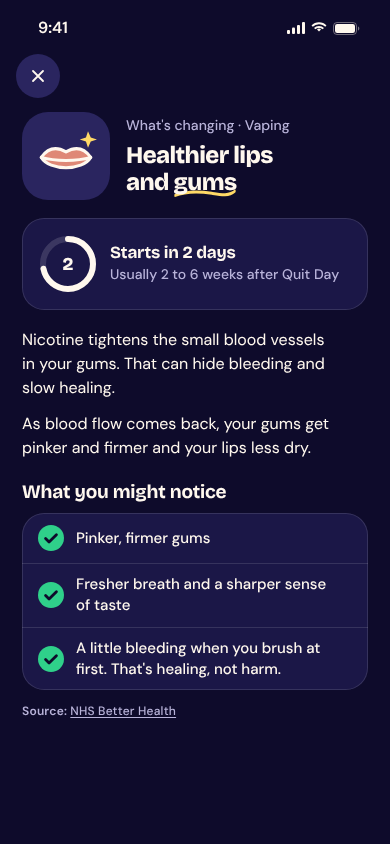 9:41
What's changing · Vaping
Healthier lips
and gums
2
Starts in 2 days
Usually 2 to 6 weeks after Quit Day
Nicotine tightens the small blood vessels
in your gums. That can hide bleeding and
slow healing.
As blood flow comes back, your gums get
pinker and firmer and your lips less dry.
What you might notice
Pinker, firmer gums
Fresher breath and a sharper sense
of taste
A little bleeding when you brush at
first. That's healing, not harm.
Source: NHS Better Health